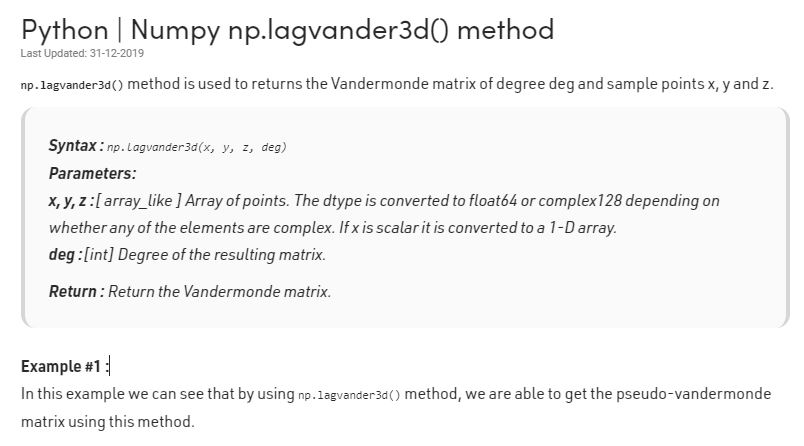 Python | Numpy np.lagvander3d() method
Last Updated: 31-12-2019
np.lagvander3d() method is used to returns the Vandermonde matrix of degree deg and sample points x, y and z.
Syntax : np.lagvander3d(x, y, z, deg)
Parameters:
x, y, z :[ array_like ] Array of points. The dtype is converted to float64 or complex128 depending on
whether any of the elements are complex. If x is scalar it is converted to a 1-D array.
deg :[int] Degree of the resulting matrix.
Return : Return the Vandermonde matrix.
Example #1 :
In this example we can see that by using np.lagvander3d() method, we are able to get the pseudo-vandermonde
matrix using this method.